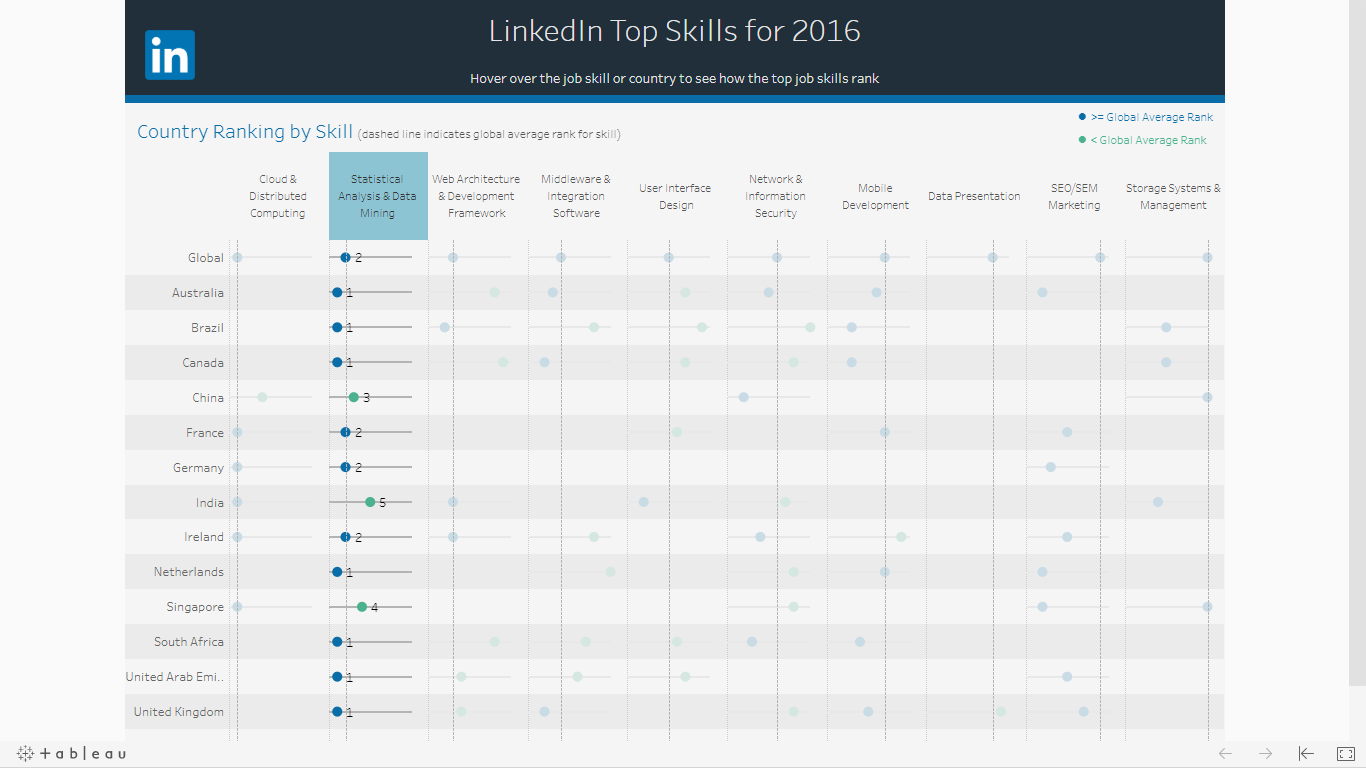 in
LinkedIn Top Skills for 2016
Hover over the job skill or country to see how the top job skills rank
Country Ranking by Skill (dashed line indicates global average rank for skill)
>= Global Average Rank
< Global Average Rank
Cloud &
Distributed
Computing
Statistical
Analysis & Data
Mining
Web Architecture
& Development
Framework
Middleware &
Integration
Software
User Interface
Design
Network &
Information
Security
Mobile
Development
Data Presentation
SEO/SEM
Marketing
Storage Systems &
Management
Global 2
Australia 1
Brazil 1
Canada 1
China 3
France 2
Germany 2
India 5
Ireland 2
Netherlands 1
Singapore 4
South Africa 1
United Arab Emi.. 1
United Kingdom 1
+ableau